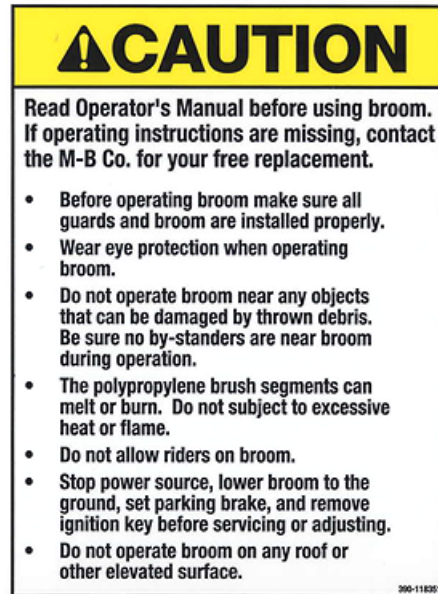 CAUTION
Read Operator's Manual before using broom.
If operating instructions are missing, contact
the M-B Co. for your free replacement.
• Before operating broom make sure all
guards and broom are installed properly.
• Wear eye protection when operating
broom.
• Do not operate broom near any objects
that can be damaged by thrown debris.
Be sure no by-standers are near broom
during operation.
• The polypropylene brush segments can
melt or burn. Do not subject to excessive
heat or flame.
• Do not allow riders on broom.
• Stop power source, lower broom to the
ground, set parking brake, and remove
ignition key before servicing or adjusting.
• Do not operate broom on any roof or
other elevated surface.